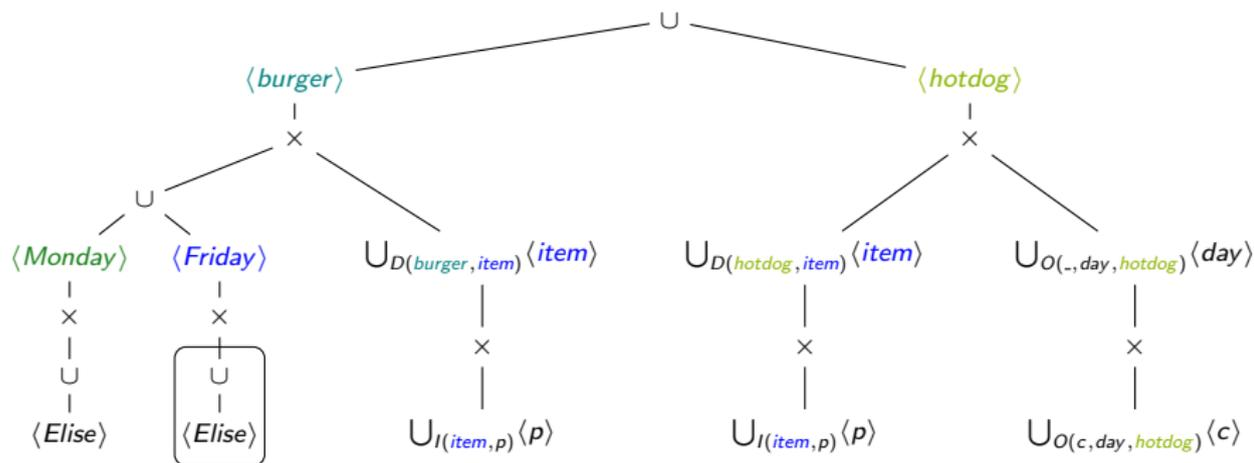 ∪
⟨burger⟩ ⟨hotdog⟩
× ×
∪
⟨Monday⟩ ⟨Friday⟩ ⋃D(burger,item)⟨item⟩ ⋃D(hotdog,item)⟨item⟩ ⋃O(_,day,hotdog)⟨day⟩
× ×
× × ×
∪ ∪
⟨Elise⟩ ⟨Elise⟩ ⋃I(item,p)⟨p⟩ ⋃I(item,p)⟨p⟩ ⋃O(c,day,hotdog)⟨c⟩